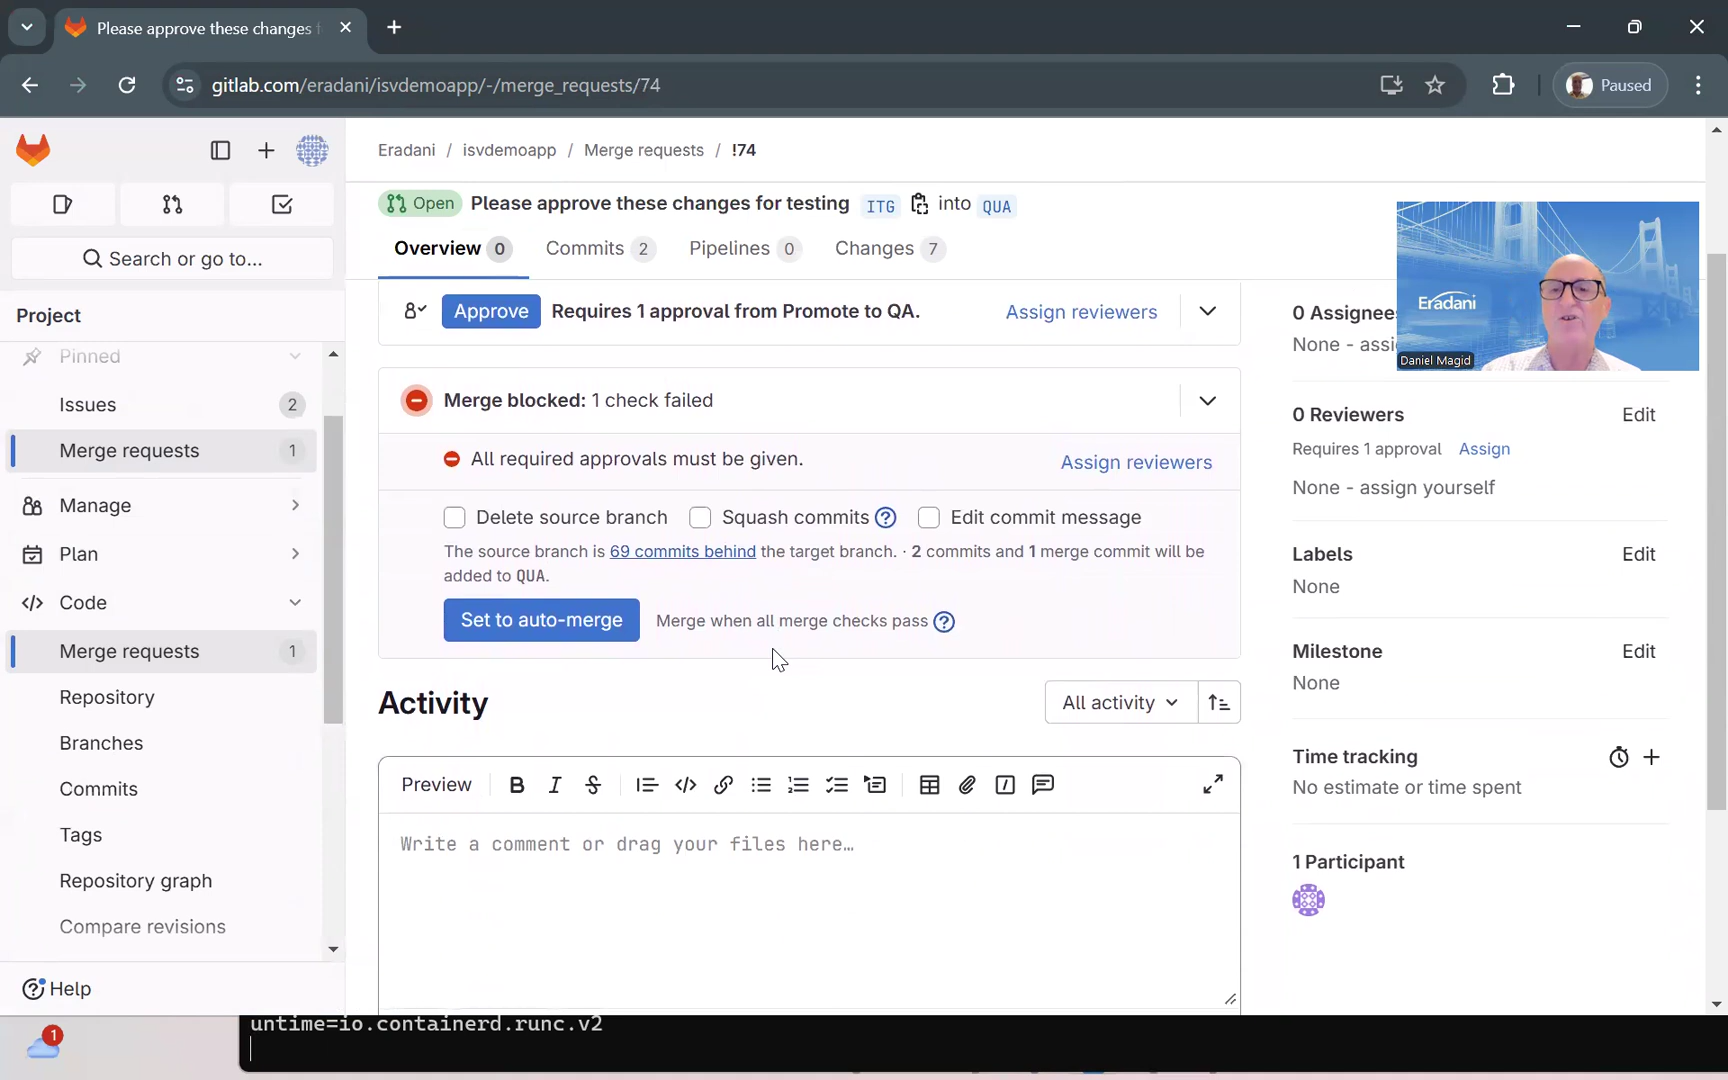 Please approve these changes f
gitlab.com/eradani/isvdemoapp/-/merge_requests/74
Paused
Search or go to...
Project
Pinned
Issues 2
Merge requests 1
Manage
Plan
Code
Merge requests 1
Repository
Branches
Commits
Tags
Repository graph
Compare revisions
Help
1
Eradani / isvdemoapp / Merge requests / !74
Open Please approve these changes for testing ITG into QUA
Overview 0 Commits 2 Pipelines 0 Changes 7
Approve Requires 1 approval from Promote to QA. Assign reviewers
Merge blocked: 1 check failed
All required approvals must be given. Assign reviewers
Delete source branch Squash commits Edit commit message
The source branch is 69 commits behind the target branch. · 2 commits and 1 merge commit will be
added to QUA.
Set to auto-merge Merge when all merge checks pass
Activity
All activity
Preview
Write a comment or drag your files here…
Eradani
Daniel Magid
0 Assignees
None - assi
0 Reviewers Edit
Requires 1 approval Assign
None - assign yourself
Labels Edit
None
Milestone Edit
None
Time tracking
No estimate or time spent
1 Participant
untime=io.containerd.runc.v2